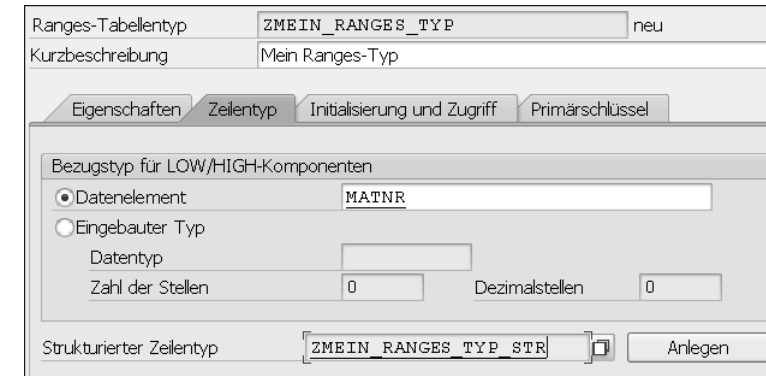 Ranges-Tabellentyp ZMEIN_RANGES_TYP neu
Kurzbeschreibung Mein Ranges-Typ
Eigenschaften Zeilentyp Initialisierung und Zugriff Primärschlüssel
Bezugstyp für LOW/HIGH-Komponenten
Datenelement MATNR
Eingebauter Typ
Datentyp
Zahl der Stellen 0 Dezimalstellen 0
Strukturierter Zeilentyp ZMEIN_RANGES_TYP_STR Anlegen